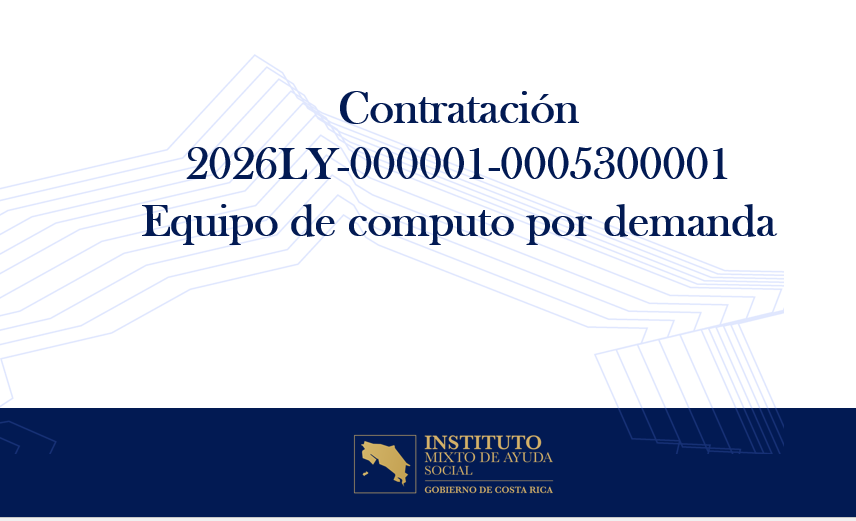 Contratación
2026LY-000001-0005300001
Equipo de computo por demanda
INSTITUTO
MIXTO DE AYUDA
SOCIAL
GOBIERNO DE COSTA RICA